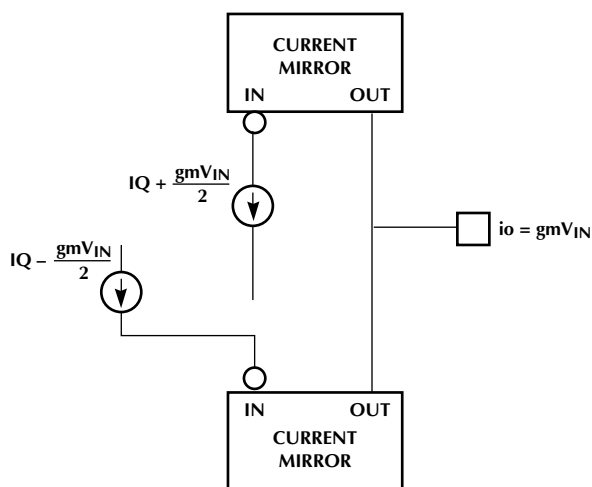 CURRENT
MIRROR
IN OUT
IQ + gmVIN
2
IQ – gmVIN
2
io = gmVIN
IN OUT
CURRENT
MIRROR